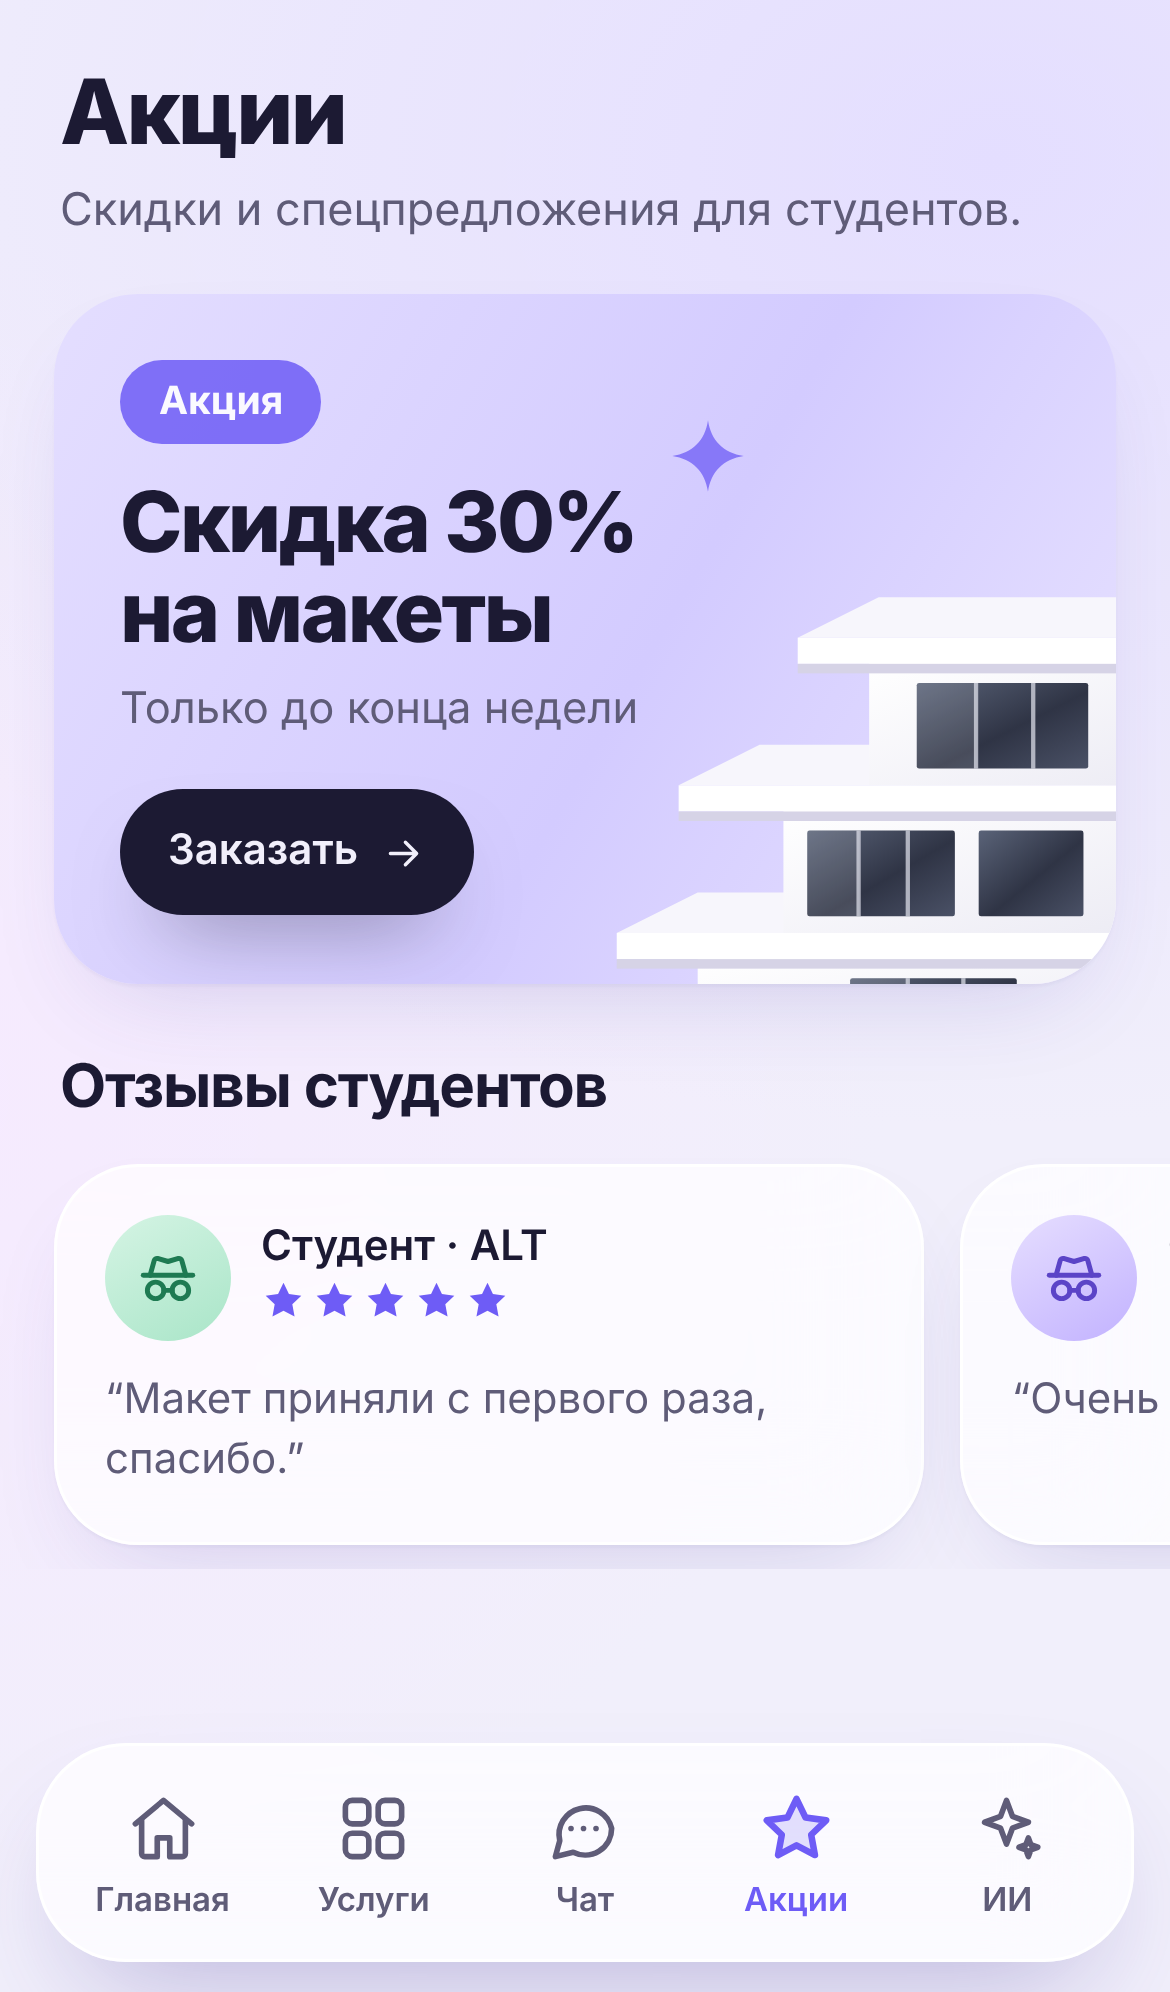 Акции
Скидки и спецпредложения для студентов.
Акция
Скидка 30%
на макеты
Только до конца недели
Заказать →
Отзывы студентов
Студент · ALT
“Макет приняли с первого раза,
спасибо.”
“Очень
Главная
Услуги
Чат
Акции
ИИ